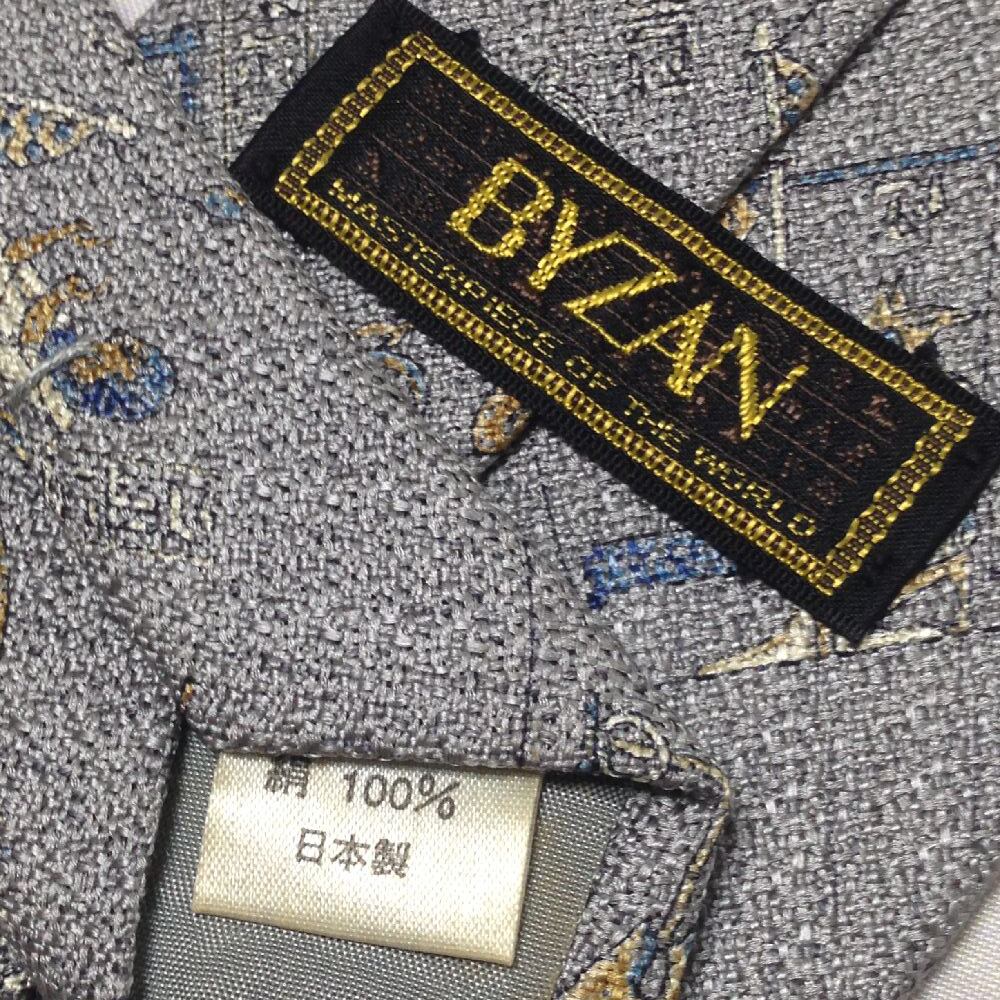 BYZAN
MASTERPIECE OF THE WORLD
絹 100%
日本製